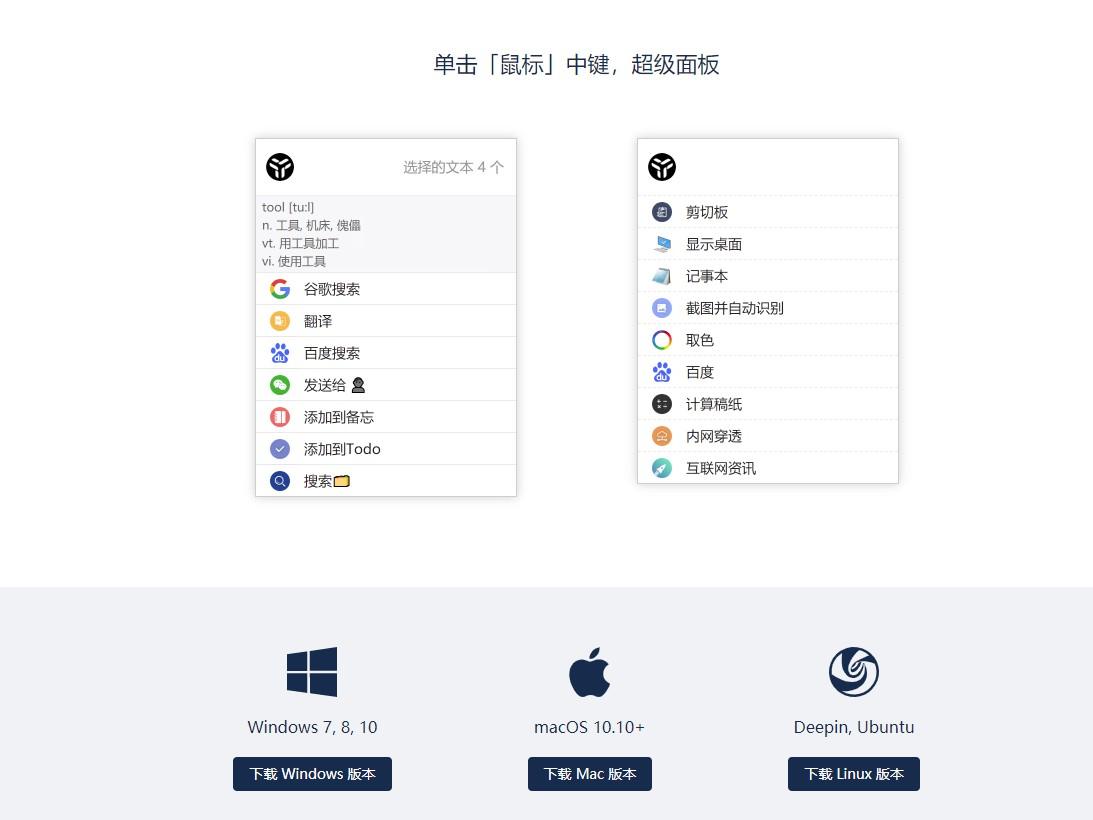 单击「鼠标」中键，超级面板
选择的文本 4 个
tool [tu:l]
n. 工具, 机床, 傀儡
vt. 用工具加工
vi. 使用工具
谷歌搜索
翻译
百度搜索
发送给
添加到备忘
添加到Todo
搜索
剪切板
显示桌面
记事本
截图并自动识别
取色
百度
计算稿纸
内网穿透
互联网资讯
Windows 7, 8, 10
macOS 10.10+
Deepin, Ubuntu
下载 Windows 版本
下载 Mac 版本
下载 Linux 版本